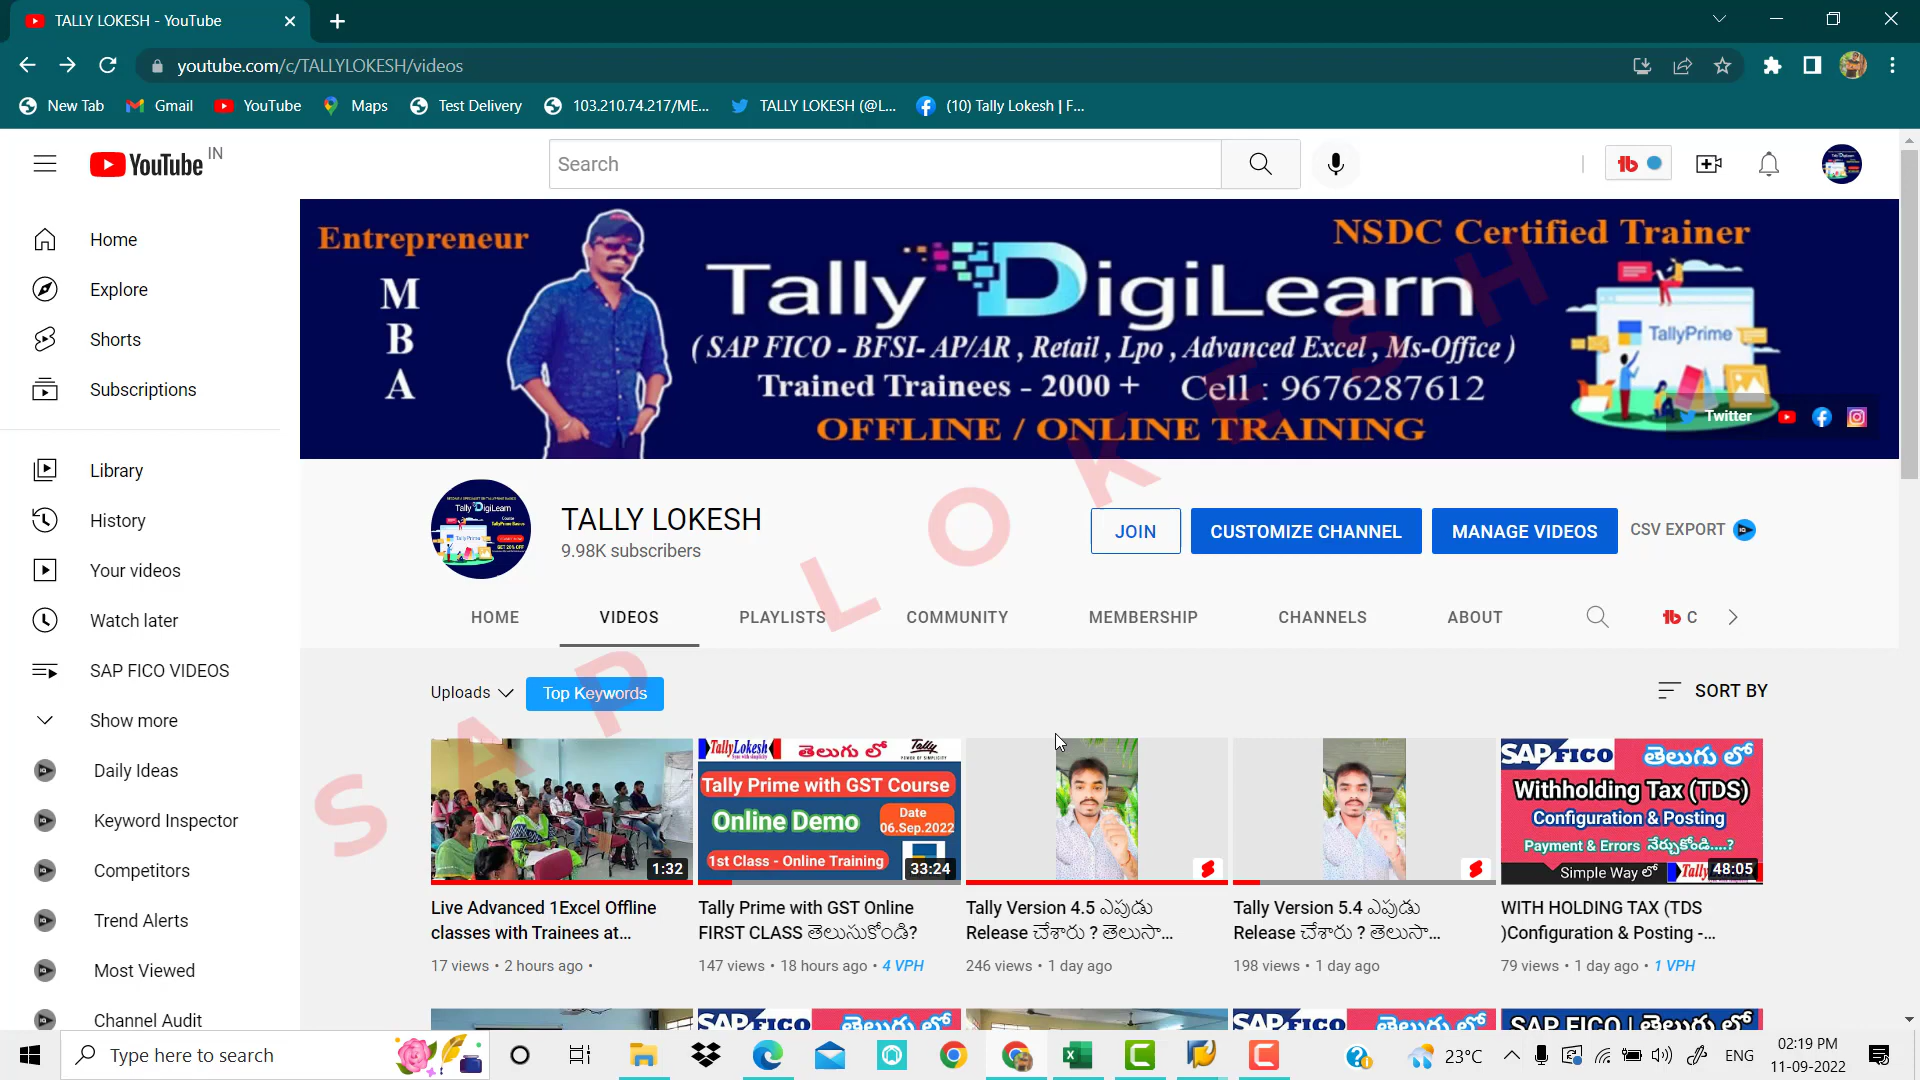 TALLY LOKESH - YouTube
youtube.com/c/TALLYLOKESH/videos
New Tab Gmail YouTube Maps Test Delivery 103.210.74.217/ME... TALLY LOKESH (@L... (10) Tally Lokesh | F...
YouTube IN
Search
Home
Explore
Shorts
Subscriptions
Library
History
Your videos
Watch later
SAP FICO VIDEOS
Show more
Daily Ideas
Keyword Inspector
Competitors
Trend Alerts
Most Viewed
Channel Audit
Entrepreneur
NSDC Certified Trainer
M
B
A
Tally DigiLearn
( SAP FICO - BFSI- AP/AR , Retail , Lpo , Advanced Excel , Ms-Office )
Trained Trainees - 2000 + Cell : 9676287612
OFFLINE / ONLINE TRAINING
TallyPrime
Twitter
SAP LOKESH
TALLY LOKESH
9.98K subscribers
JOIN CUSTOMIZE CHANNEL MANAGE VIDEOS CSV EXPORT
HOME VIDEOS PLAYLISTS COMMUNITY MEMBERSHIP CHANNELS ABOUT C
Uploads Top Keywords SORT BY
1:32
TallyLokesh తెలుగు లో Tally
Tally Prime with GST Course
Online Demo
Date
06.Sep.2022
1st Class - Online Training
33:24
SAP FICO తెలుగు లో
Withholding Tax (TDS)
Configuration & Posting
Payment & Errors నేర్చుకోండి....?
Simple Way లో Tally
48:05
Live Advanced 1Excel Offline
classes with Trainees at...
17 views • 2 hours ago •
Tally Prime with GST Online
FIRST CLASS తెలుసుకోండి?
147 views • 18 hours ago • 4 VPH
Tally Version 4.5 ఎపుడు
Release చేశారు ? తెలుసా...
246 views • 1 day ago
Tally Version 5.4 ఎపుడు
Release చేశారు ? తెలుసా...
198 views • 1 day ago
WITH HOLDING TAX (TDS
)Configuration & Posting -...
79 views • 1 day ago • 1 VPH
SAP FICO తెలుగు లో
SAP FICO తెలుగు లో
SAP FICO | తెలుగు లో
Type here to search
23°C
ENG
02:19 PM
11-09-2022